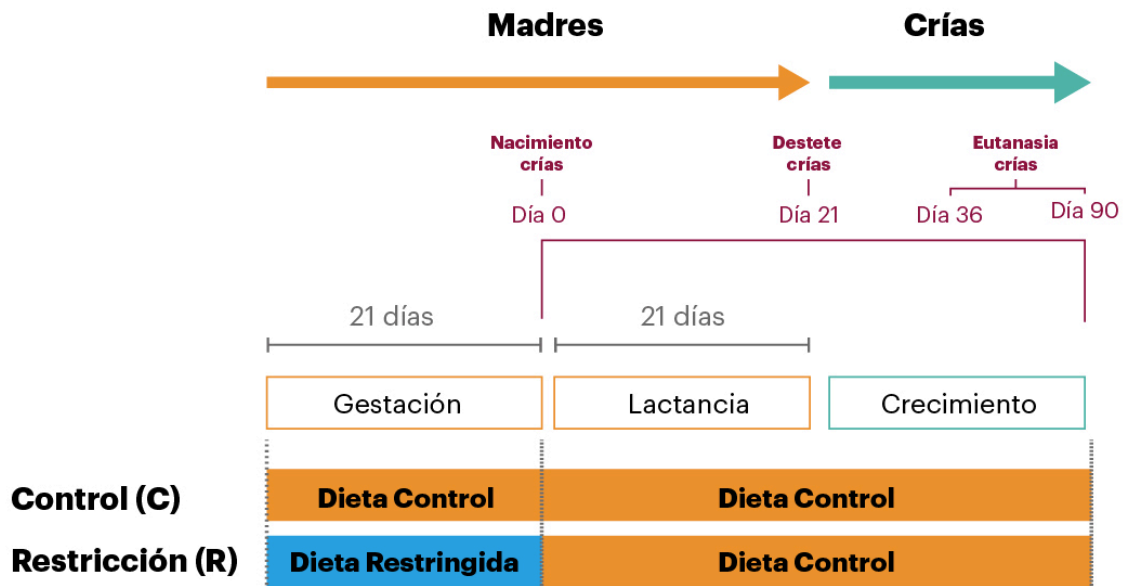 Madres
Crías
Nacimiento
crías
Destete
crías
Eutanasia
crías
Día 0
Día 21
Día 36
Día 90
21 días
21 días
Gestación
Lactancia
Crecimiento
Control (C)
Dieta Control
Dieta Control
Restricción (R)
Dieta Restringida
Dieta Control